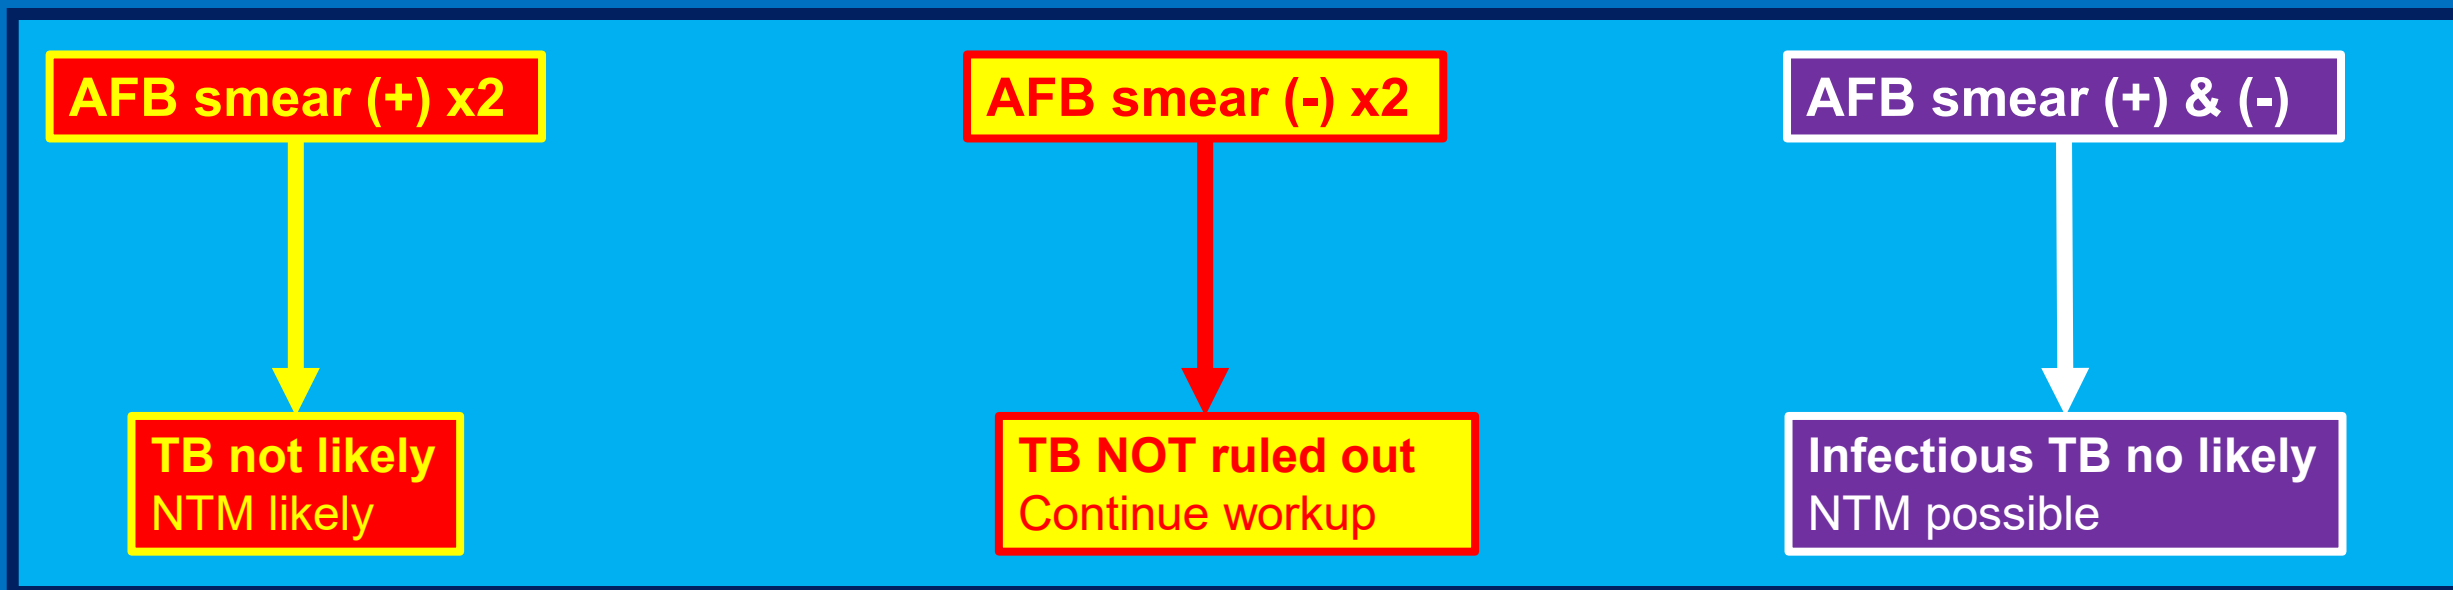 AFB smear (+) x2
AFB smear (-) x2
AFB smear (+) & (-)
TB not likely
NTM likely
TB NOT ruled out
Continue workup
Infectious TB no likely
NTM possible